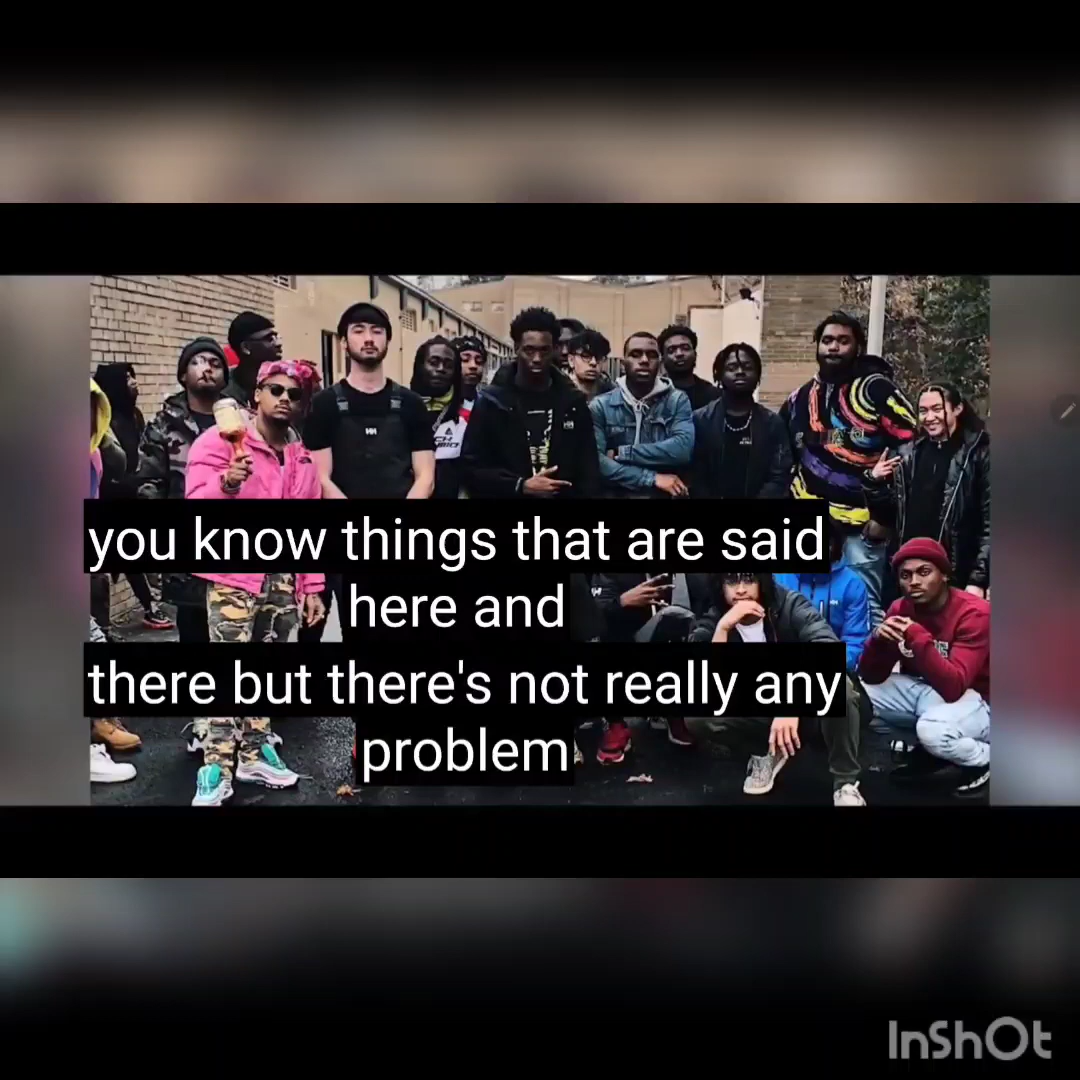 you know things that are said
here and
there but there's not really any
problem
InShOt